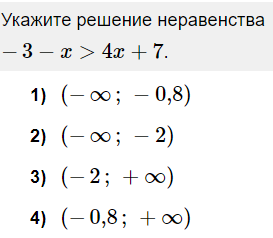 Укажите решение неравенства
− 3 − x > 4x + 7.
1) (− ∞ ; − 0,8)
2) (− ∞ ; − 2)
3) (− 2 ; + ∞)
4) (− 0,8 ; + ∞)